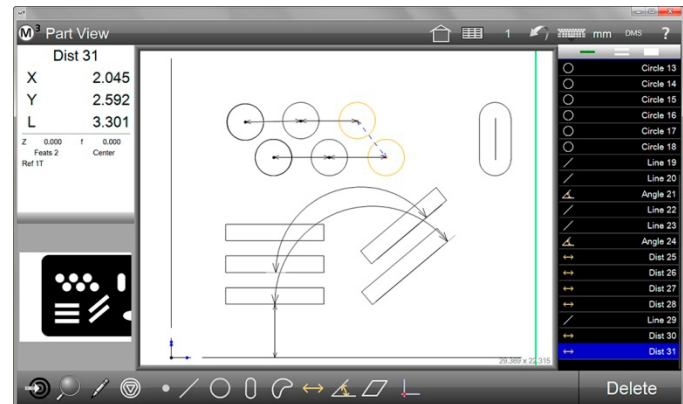 M3 Part View
1
mm
DMS
?
Dist 31
X 2.045
Y 2.592
L 3.301
Z 0.000 f 0.000
Feats 2 Center
Ref 1T
29.389 x 22.315
Circle 13
Circle 14
Circle 15
Circle 16
Circle 17
Circle 18
Line 19
Line 20
Angle 21
Line 22
Line 23
Angle 24
Dist 25
Dist 26
Dist 27
Dist 28
Line 29
Dist 30
Dist 31
Delete